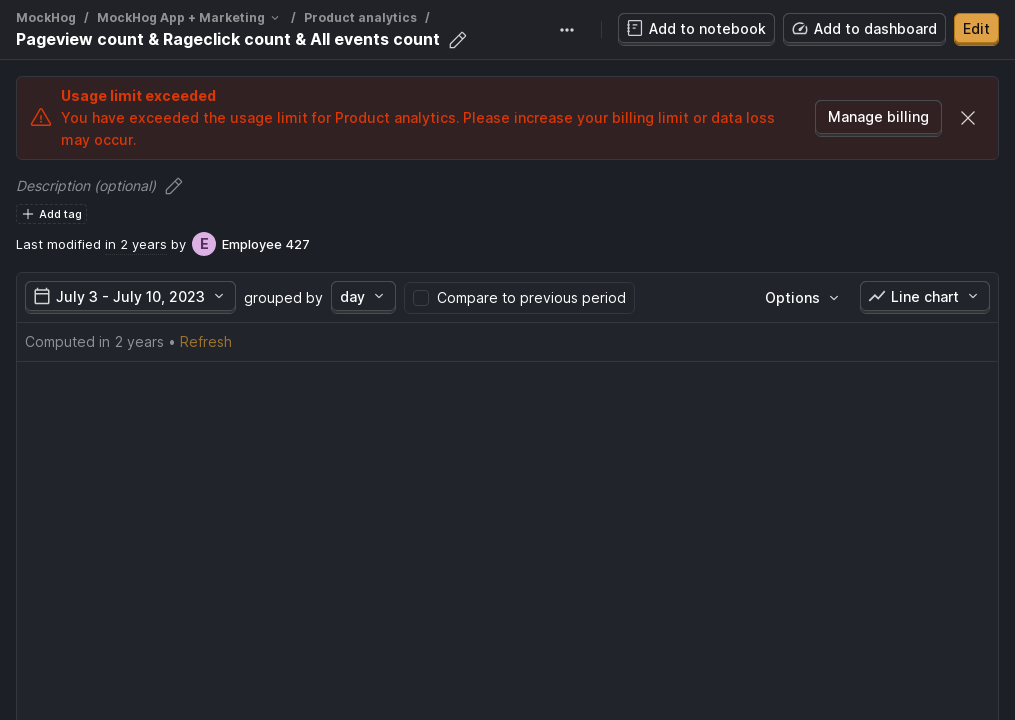 MockHog / MockHog App + Marketing / Product analytics /
Pageview count & Rageclick count & All events count
Add to notebook
Add to dashboard
Edit
Usage limit exceeded
You have exceeded the usage limit for Product analytics. Please increase your billing limit or data loss
may occur.
Manage billing
Description (optional)
Add tag
Last modified in 2 years by E Employee 427
July 3 - July 10, 2023 grouped by day Compare to previous period Options Line chart
Computed in 2 years • Refresh